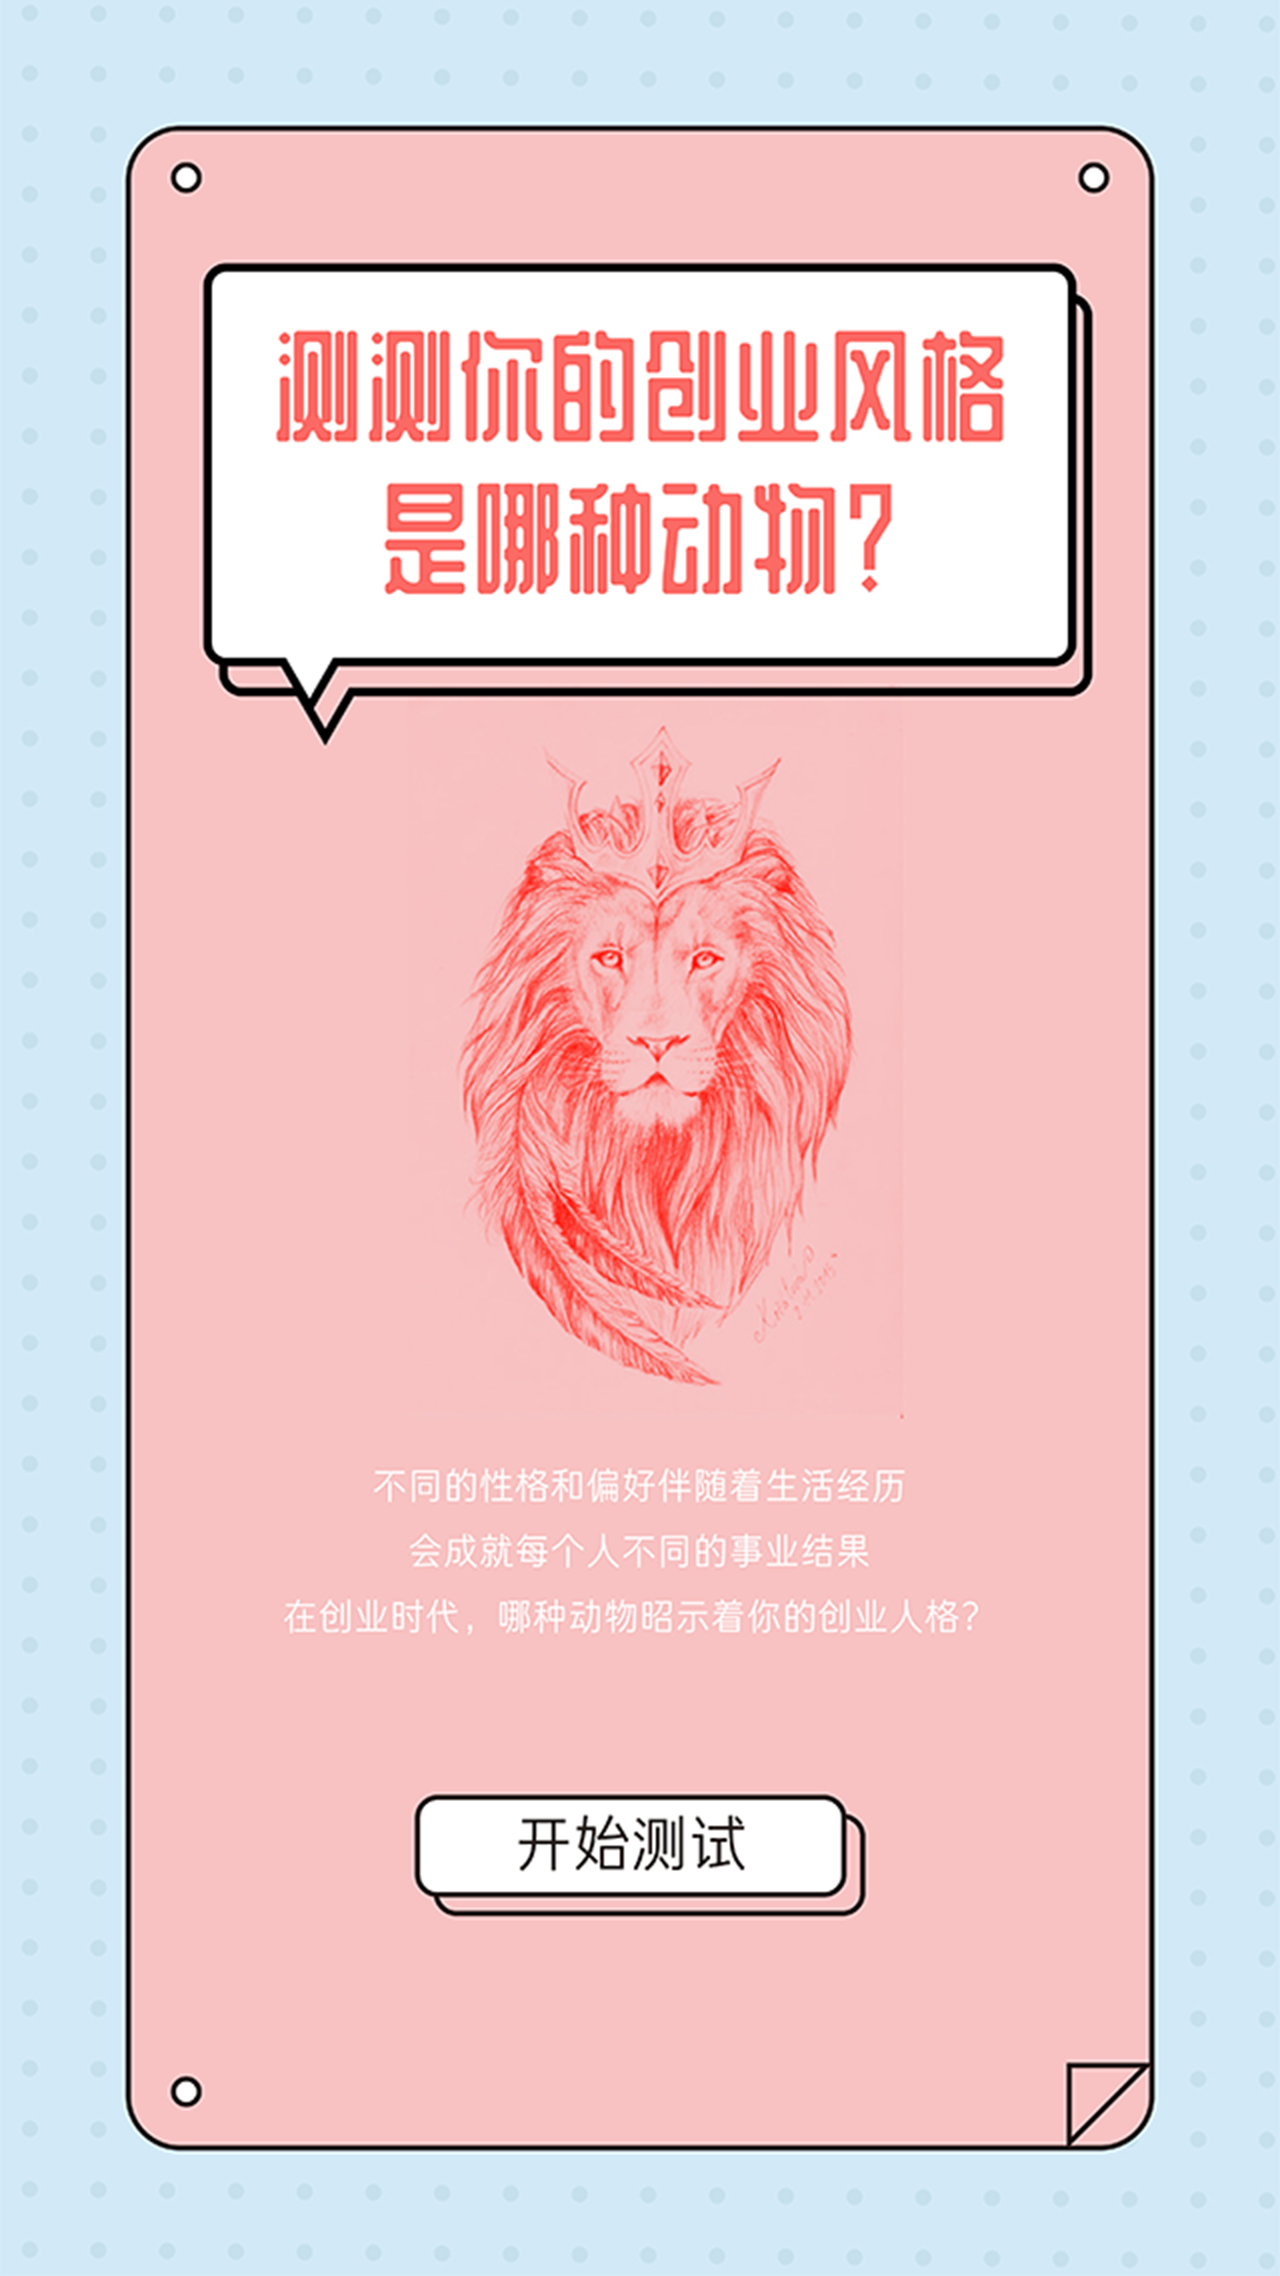 测测你的创业风格
是哪种动物？
不同的性格和偏好伴随着生活经历
会成就每个人不同的事业结果
在创业时代，哪种动物昭示着你的创业人格？
开始测试